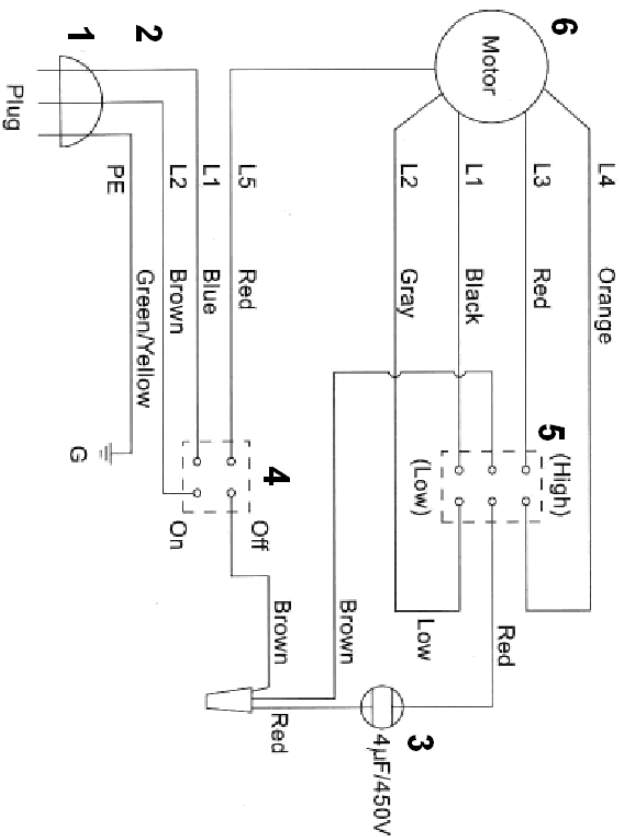 6
Motor
2
1
Plug
L4
L3
L1
L2
L5
L1
L2
PE
Orange
Red
Black
Gray
Red
Blue
Brown
Green/Yellow
G
5
(High)
(Low)
4
Off
On
Low
Red
Brown
Brown
Red
3
4µF/450V